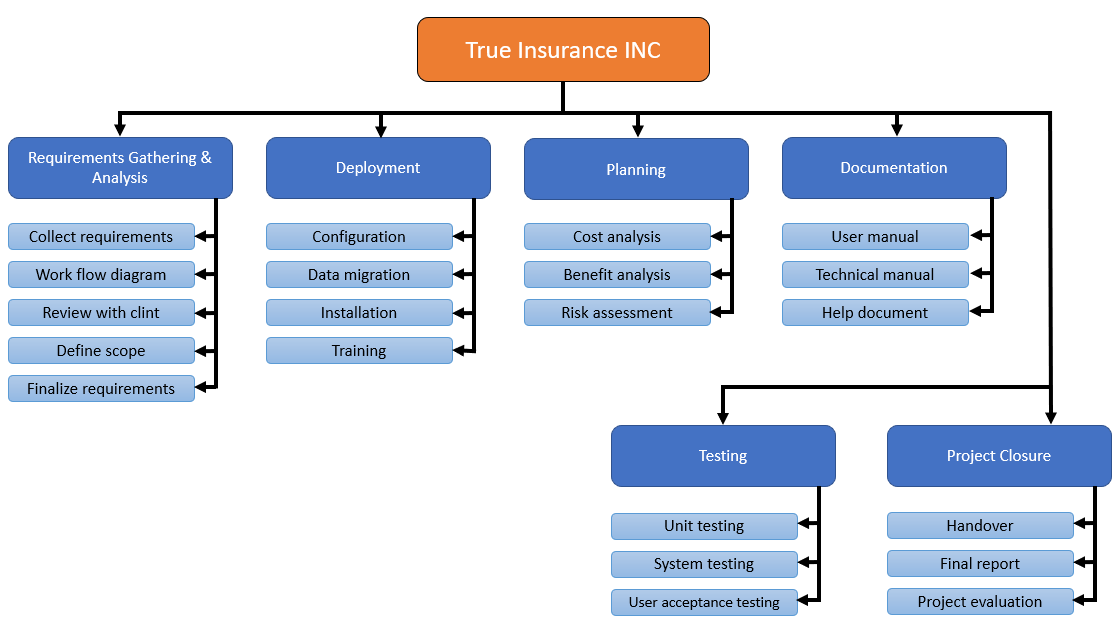 True Insurance INC
Requirements Gathering &
Analysis
Collect requirements
Work flow diagram
Review with clint
Define scope
Finalize requirements
Deployment
Configuration
Data migration
Installation
Training
Planning
Cost analysis
Benefit analysis
Risk assessment
Documentation
User manual
Technical manual
Help document
Testing
Unit testing
System testing
User acceptance testing
Project Closure
Handover
Final report
Project evaluation